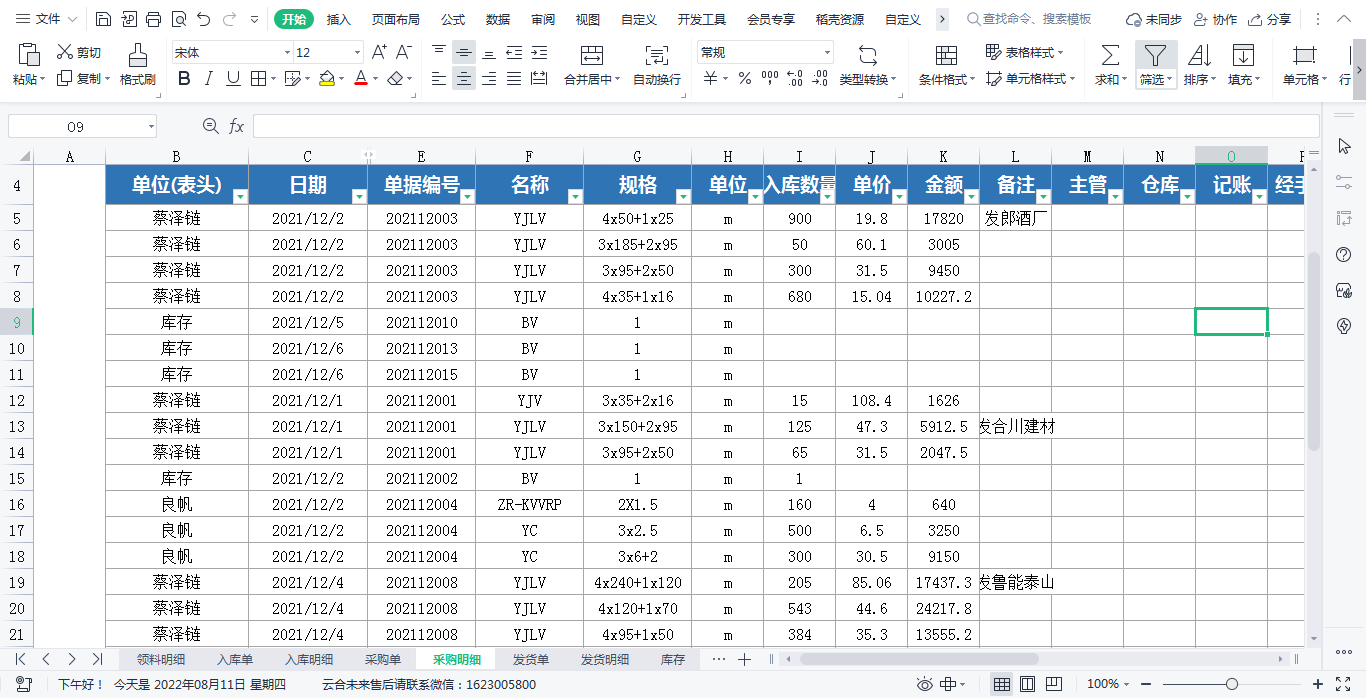 文件 开始 插入 页面布局 公式 数据 审阅 视图 自定义 开发工具 会员专享 稻壳资源 自定义 查找命令、搜索模板 未同步 协作 分享
粘贴 剪切 复制 格式刷 宋体 12 合并居中 自动换行 常规 类型转换 条件格式 表格样式 单元格样式 求和 筛选 排序 填充 单元格 行
O9 fx
A B C D E F G H I J K L M N O
4 单位(表头) 日期 单据编号 名称 规格 单位 入库数量 单价 金额 备注 主管 仓库 记账 经手
5 蔡泽链 2021/12/2 202112003 YJLV 4x50+1x25 m 900 19.8 17820 发郎酒厂
6 蔡泽链 2021/12/2 202112003 YJLV 3x185+2x95 m 50 60.1 3005
7 蔡泽链 2021/12/2 202112003 YJLV 3x95+2x50 m 300 31.5 9450
8 蔡泽链 2021/12/2 202112003 YJLV 4x35+1x16 m 680 15.04 10227.2
9 库存 2021/12/5 202112010 BV 1 m
10 库存 2021/12/6 202112013 BV 1 m
11 库存 2021/12/6 202112015 BV 1 m
12 蔡泽链 2021/12/1 202112001 YJV 3x35+2x16 m 15 108.4 1626
13 蔡泽链 2021/12/1 202112001 YJLV 3x150+2x95 m 125 47.3 5912.5 发合川建材
14 蔡泽链 2021/12/1 202112001 YJLV 3x95+2x50 m 65 31.5 2047.5
15 库存 2021/12/2 202112002 BV 1 m 1
16 良帆 2021/12/2 202112004 ZR-KVVRP 2X1.5 m 160 4 640
17 良帆 2021/12/2 202112004 YC 3x2.5 m 500 6.5 3250
18 良帆 2021/12/2 202112004 YC 3x6+2 m 300 30.5 9150
19 蔡泽链 2021/12/4 202112008 YJLV 4x240+1x120 m 205 85.06 17437.3 发鲁能泰山
20 蔡泽链 2021/12/4 202112008 YJLV 4x120+1x70 m 543 44.6 24217.8
21 蔡泽链 2021/12/4 202112008 YJLV 4x95+1x50 m 384 35.3 13555.2
领料明细 入库单 入库明细 采购单 采购明细 发货单 发货明细 库存 ···
下午好！ 今天是 2022年08月11日 星期四 云合未来售后请联系微信：1623005800 100%